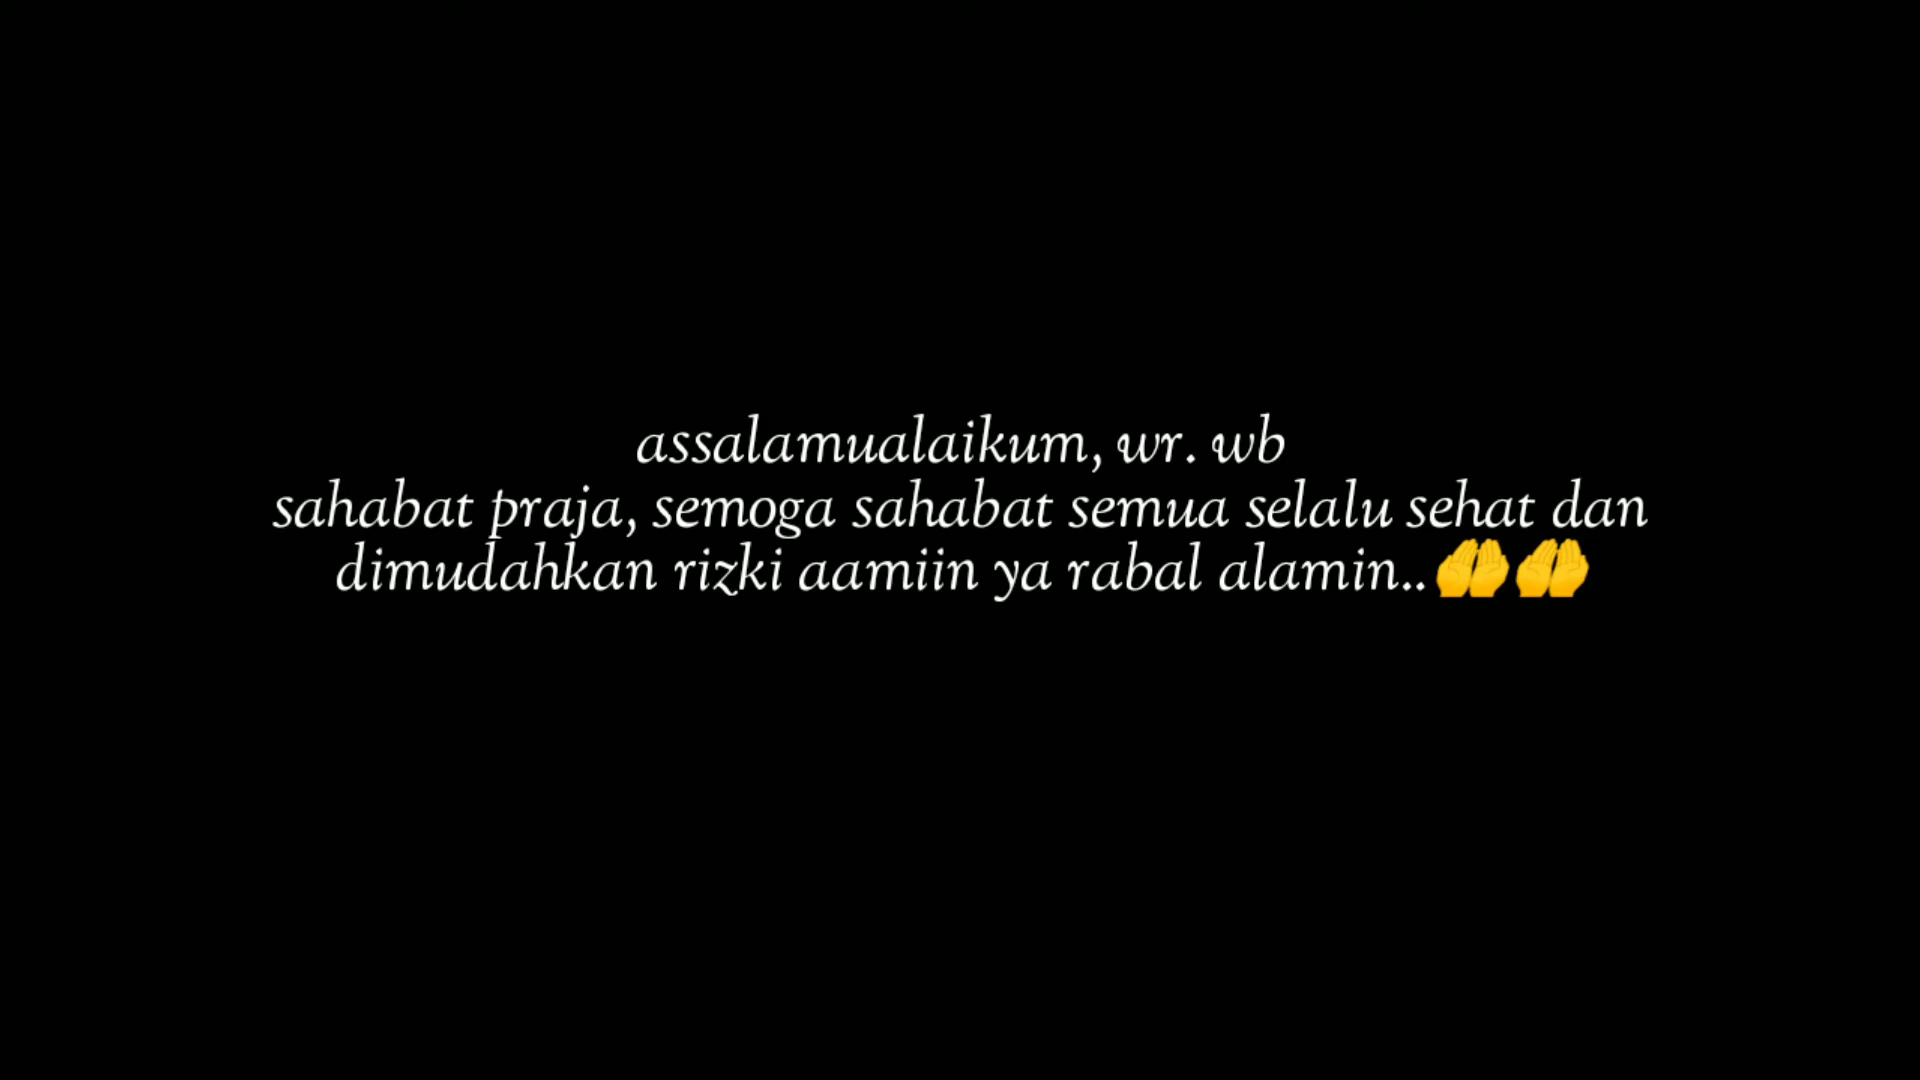 assalamualaikum, wr. wb
sahabat praja, semoga sahabat semua selalu sehat dan
dimudahkan rizki aamiin ya rabal alamin..🤲🤲